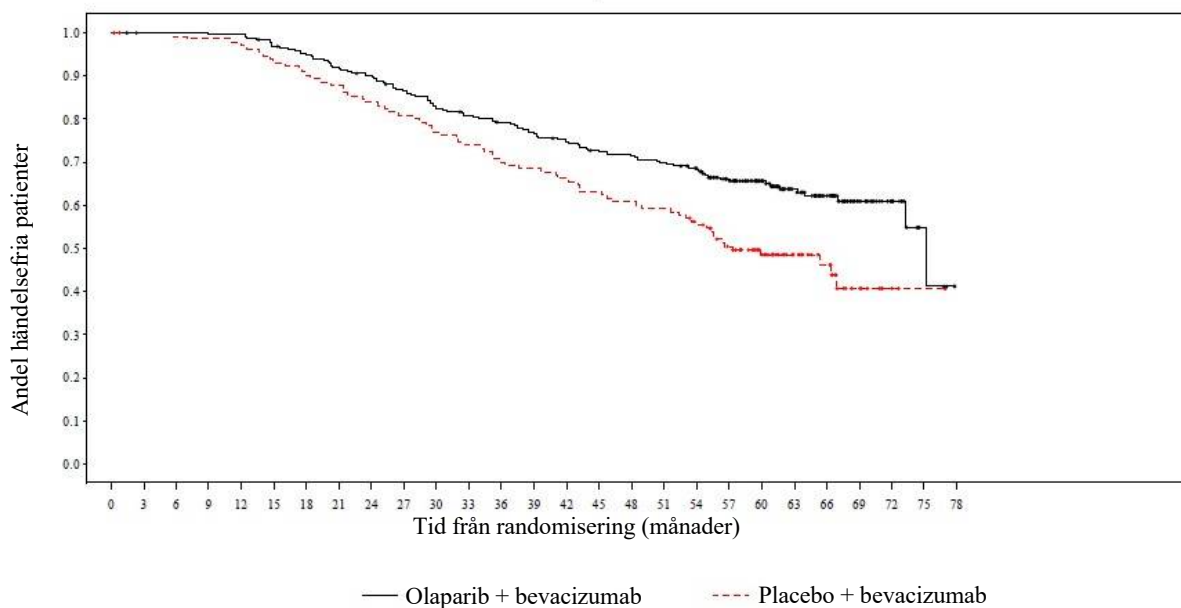 Andel händelsefria patienter
1.0
0.9
0.8
0.7
0.6
0.5
0.4
0.3
0.2
0.1
0.0
0 3 6 9 12 15 18 21 24 27 30 33 36 39 42 45 48 51 54 57 60 63 66 69 72 75 78
Tid från randomisering (månader)
Olaparib + bevacizumab Placebo + bevacizumab